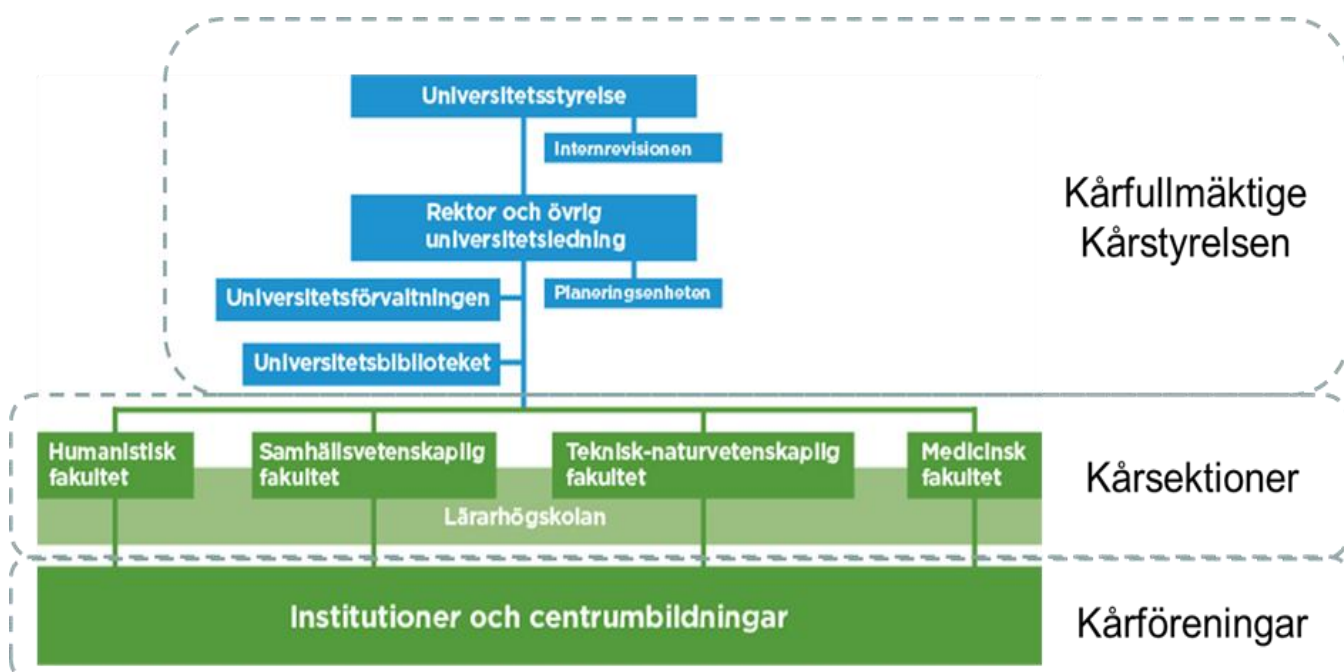 Universitetsstyrelse
Internrevisionen
Rektor och övrig
universitetsledning
Universitetsförvaltningen
Planeringsenheten
Universitetsbiblioteket
Kårfullmäktige
Kårstyrelsen
Humanistisk
fakultet
Samhällsvetenskaplig
fakultet
Teknisk-naturvetenskaplig
fakultet
Medicinsk
fakultet
Lärarhögskolan
Kårsektioner
Institutioner och centrumbildningar
Kårföreningar